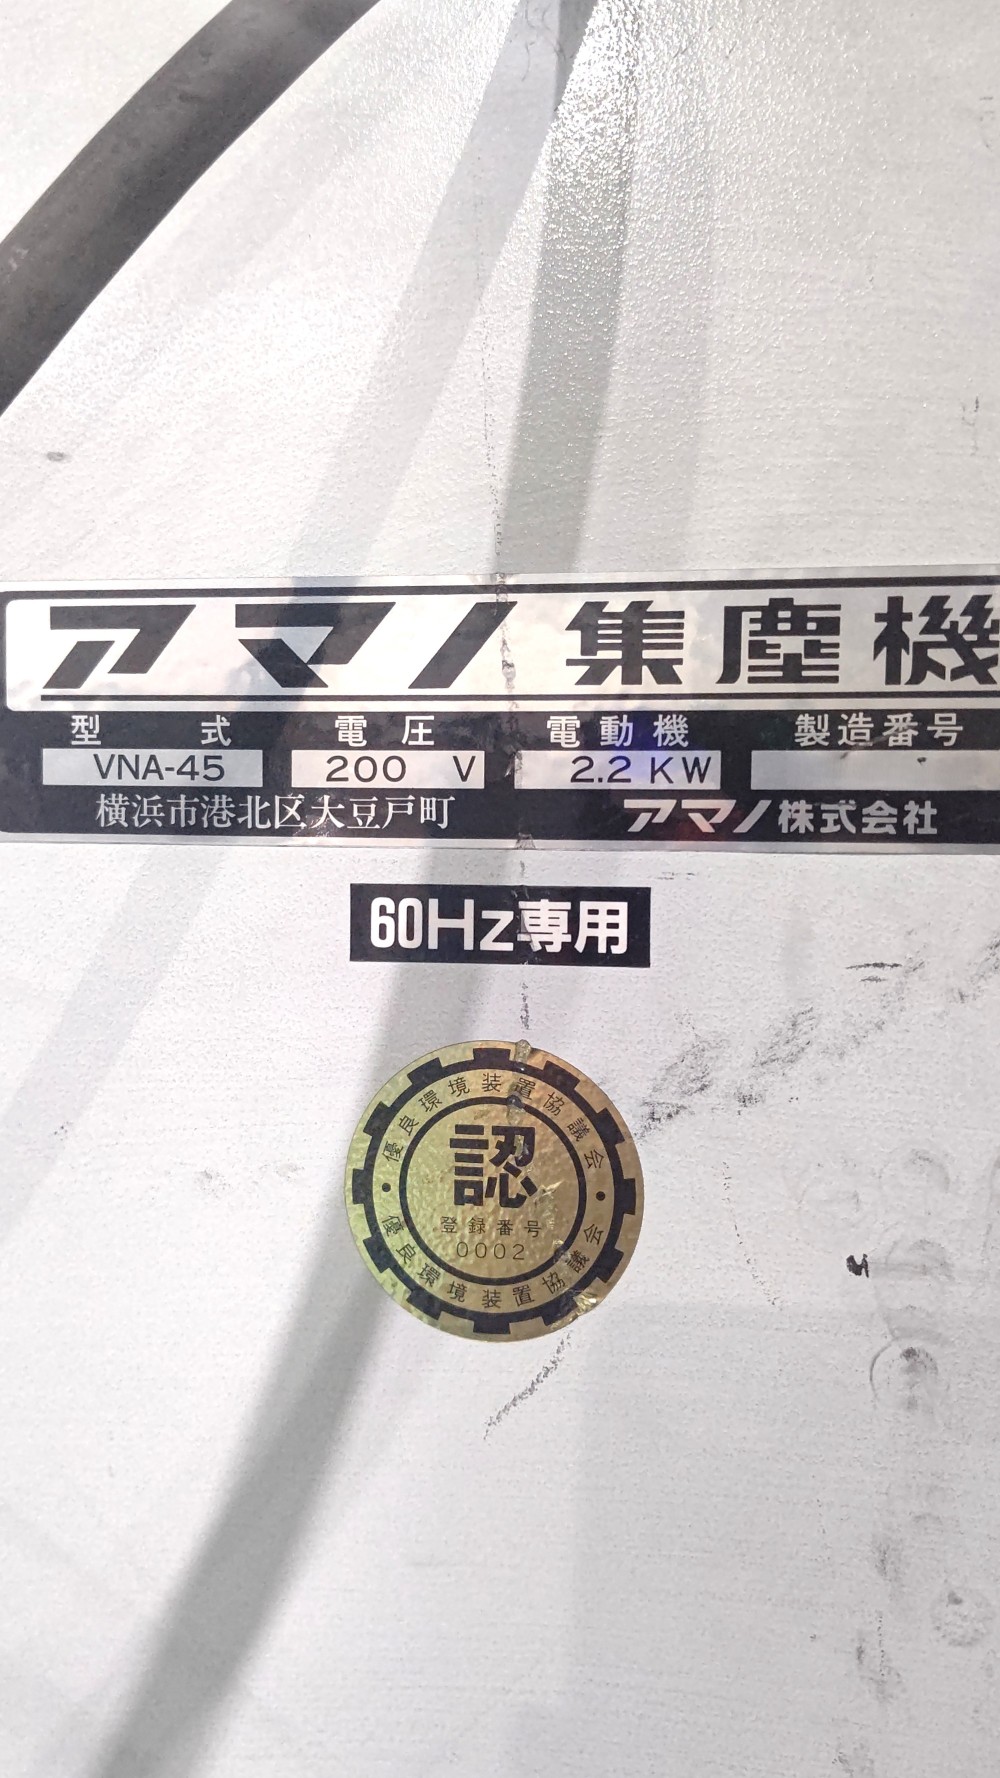 アマノ集塵機
型式 電圧 電動機 製造番号
VNA-45 200 V 2.2 KW
横浜市港北区大豆戸町 アマノ株式会社
60Hz専用
優良環境装置協議会
認
登録番号
0002
優良環境装置協議会